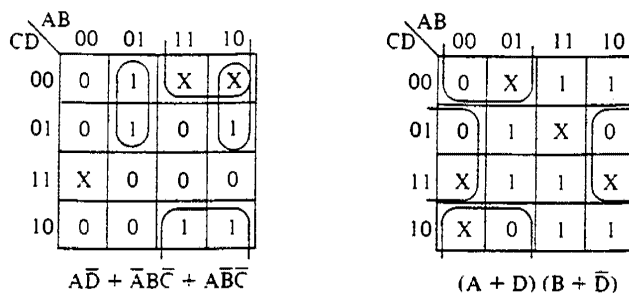 AB
CD 00 01 11 10
00 0 1 X X
01 0 1 0 1
11 X 0 0 0
10 0 0 1 1
AD̅ + A̅BC̅ + AB̅C̅
AB
CD 00 01 11 10
00 0 X 1 1
01 0 1 X 0
11 X 1 1 X
10 X 0 1 1
(A + D) (B + D̅)